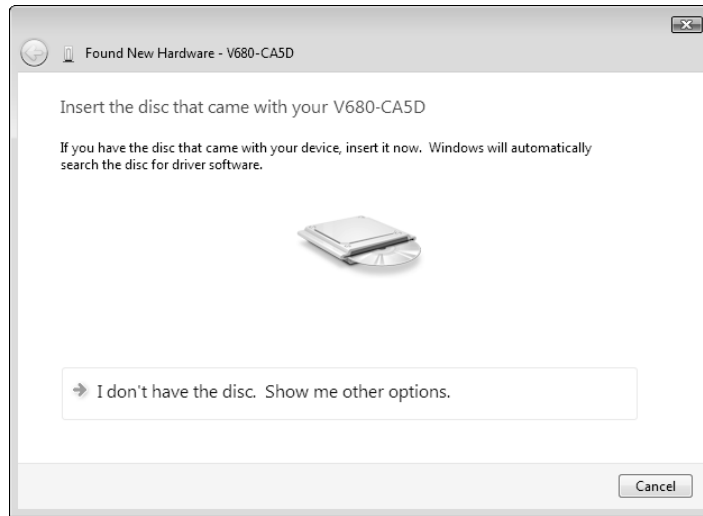 Found New Hardware - V680-CA5D
Insert the disc that came with your V680-CA5D
If you have the disc that came with your device, insert it now.  Windows will automatically
search the disc for driver software.
I don't have the disc.  Show me other options.
Cancel